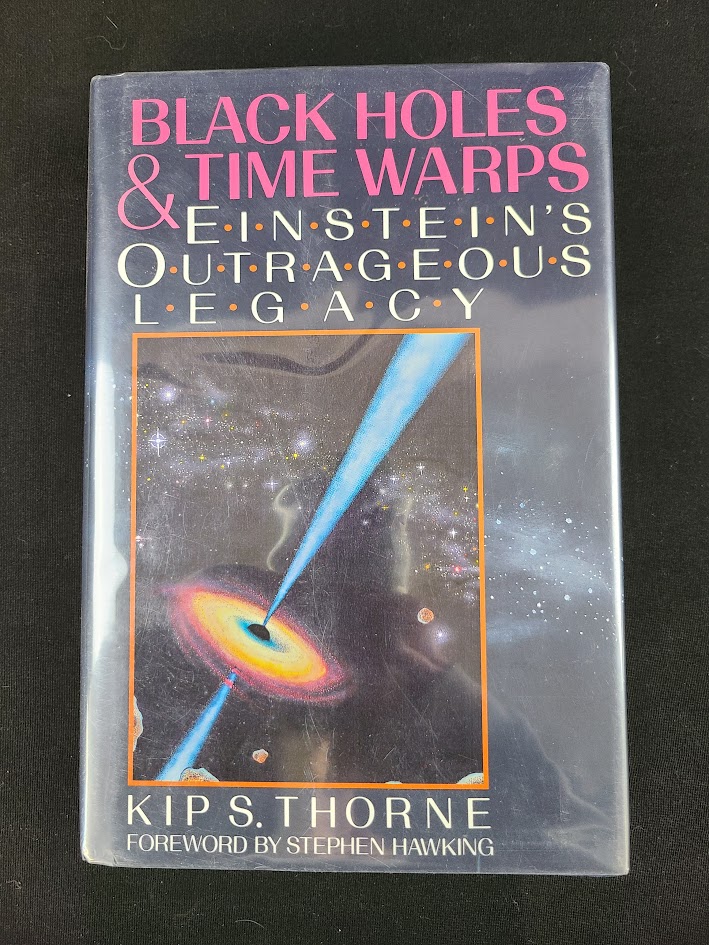 BLACK HOLES
& TIME WARPS
E·I·N·S·T·E·I·N'S
O·U·T·R·A·G·E·O·U·S
L·E·G·A·C·Y
KIP S. THORNE
FOREWORD BY STEPHEN HAWKING